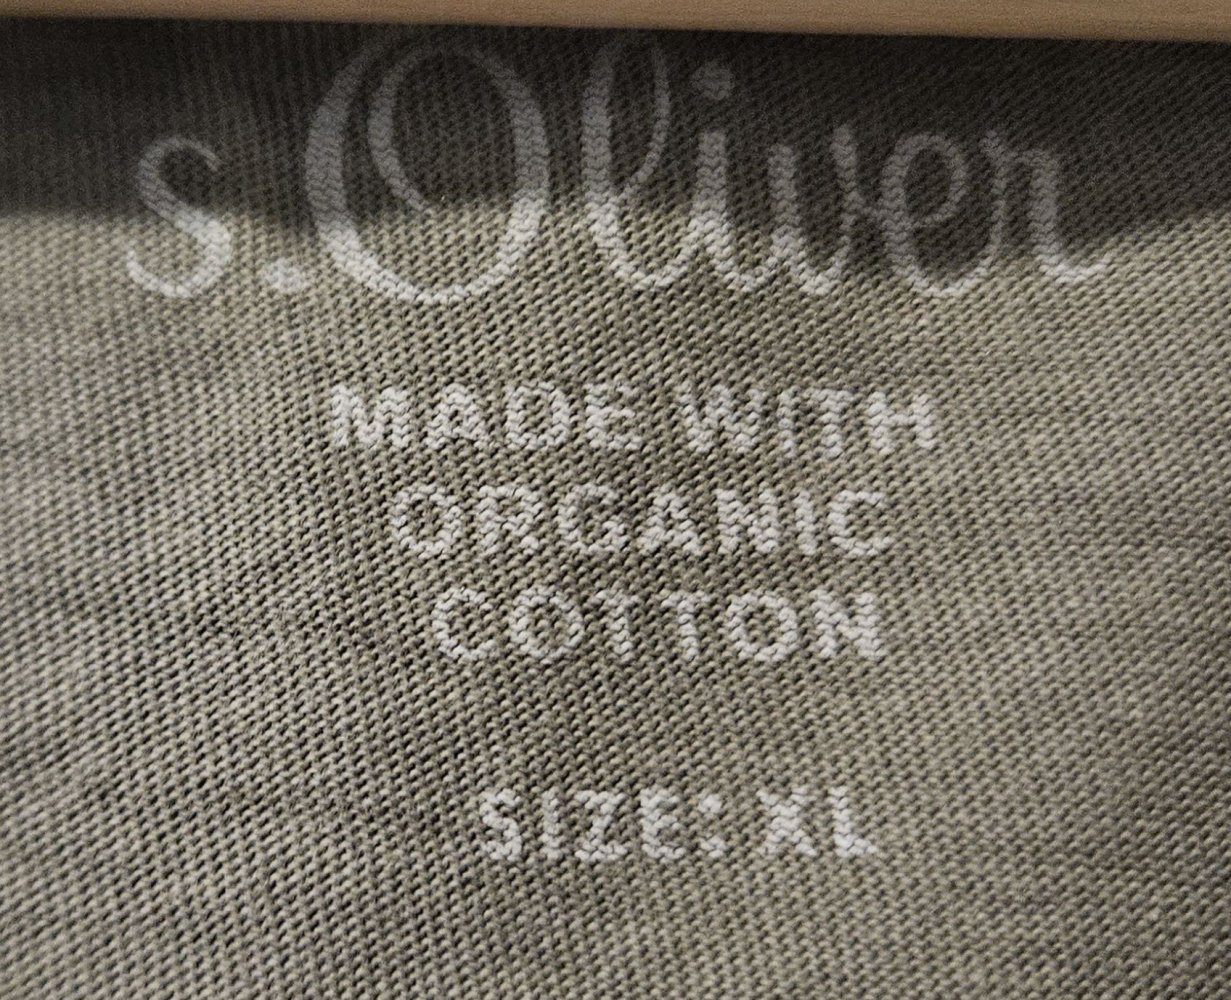 s.Oliver
MADE WITH
ORGANIC
COTTON
SIZE: XL